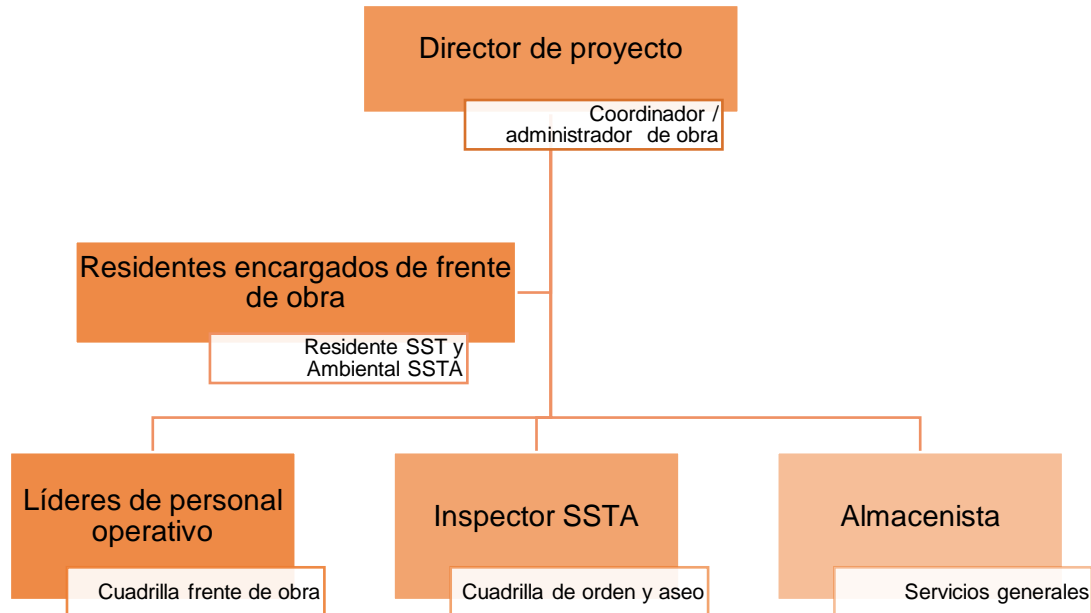 Director de proyecto
Coordinador /
administrador de obra
Residentes encargados de frente
de obra
Residente SST y
Ambiental SSTA
Líderes de personal
operativo
Cuadrilla frente de obra
Inspector SSTA
Cuadrilla de orden y aseo
Almacenista
Servicios generales